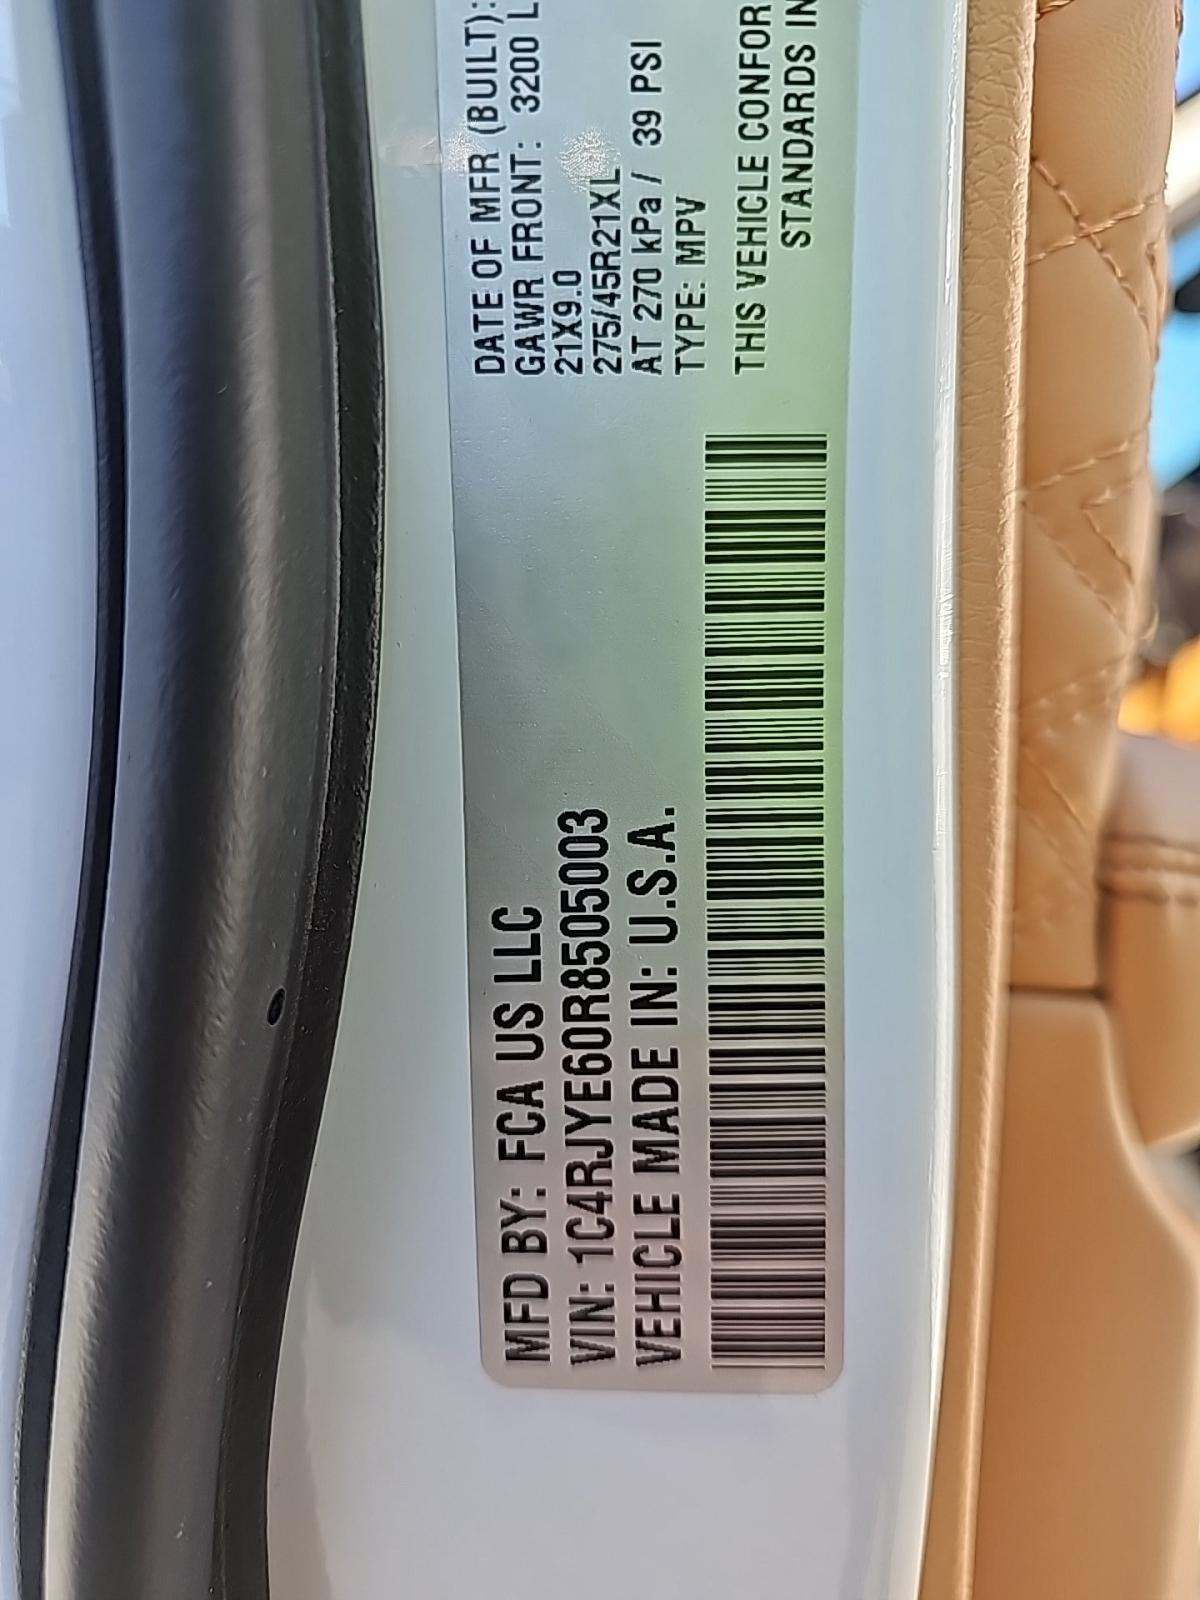 MFD BY: FCA US LLC
VIN: 1C4RJYE60R8505003
VEHICLE MADE IN: U.S.A.
DATE OF MFR (BUILT):
GAWR FRONT: 3200 L
21X9.0
275/45R21XL
AT 270 kPa / 39 PSI
TYPE: MPV
THIS VEHICLE CONFOR
STANDARDS IN